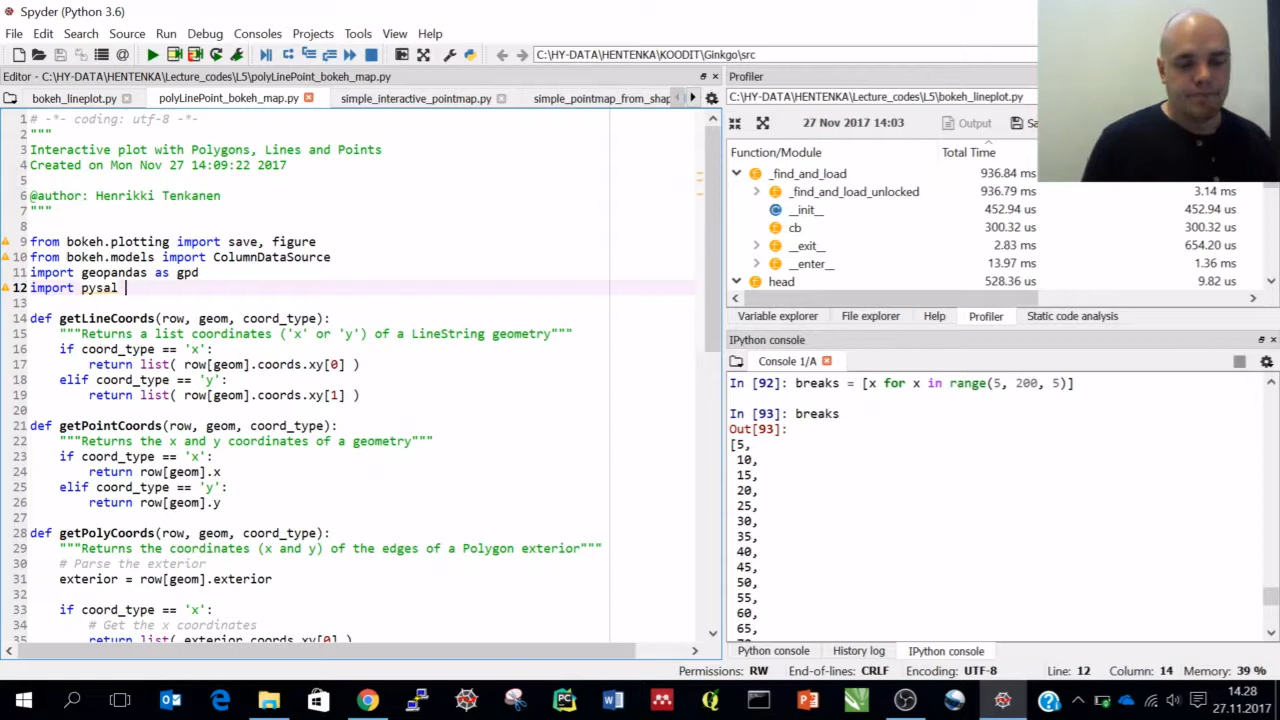 Spyder (Python 3.6)
File Edit Search Source Run Debug Consoles Projects Tools View Help
C:\HY-DATA\HENTENKA\KOODIT\Ginkgo\src
Editor - C:\HY-DATA\HENTENKA\Lecture_codes\L5\polyLinePoint_bokeh_map.py
Profiler
bokeh_lineplot.py polyLinePoint_bokeh_map.py simple_interactive_pointmap.py simple_pointmap_from_shap
C:\HY-DATA\HENTENKA\Lecture_codes\L5\bokeh_lineplot.py
27 Nov 2017 14:03 Output Sa
Function/Module Total Time
_find_and_load 936.84 ms
_find_and_load_unlocked 936.79 ms 3.14 ms
__init__ 452.94 us 452.94 us
cb 300.32 us 300.32 us
__exit__ 2.83 ms 654.20 ms
__enter__ 13.97 ms 1.36 ms
head 528.36 ms 9.82 ms
Variable explorer File explorer Help Profiler Static code analysis
1 # -*- coding: utf-8 -*-
2 """
3 Interactive plot with Polygons, Lines and Points
4 Created on Mon Nov 27 14:09:22 2017
5
6 @author: Henrikki Tenkanen
7 """
8
9 from bokeh.plotting import save, figure
10 from bokeh.models import ColumnDataSource
11 import geopandas as gpd
12 import pysal
13
14 def getLineCoords(row, geom, coord_type):
15 """Returns a list coordinates ('x' or 'y') of a LineString geometry"""
16 if coord_type == 'x':
17 return list( row[geom].coords.xy[0] )
18 elif coord_type == 'y':
19 return list( row[geom].coords.xy[1] )
20
21 def getPointCoords(row, geom, coord_type):
22 """Returns the x and y coordinates of a geometry"""
23 if coord_type == 'x':
24 return row[geom].x
25 elif coord_type == 'y':
26 return row[geom].y
27
28 def getPolyCoords(row, geom, coord_type):
29 """Returns the coordinates (x and y) of the edges of a Polygon exterior"""
30 # Parse the exterior
31 exterior = row[geom].exterior
32
33 if coord_type == 'x':
34 # Get the x coordinates
35 return list( exterior.coords.xy[0] )
IPython console
Console 1/A
In [92]: breaks = [x for x in range(5, 200, 5)]
In [93]: breaks
Out[93]:
[5,
10,
15,
20,
25,
30,
35,
40,
45,
50,
55,
60,
65,
Python console History log IPython console
Permissions: RW End-of-lines: CRLF Encoding: UTF-8 Line: 12 Column: 14 Memory: 39 %
14.28
27.11.2017